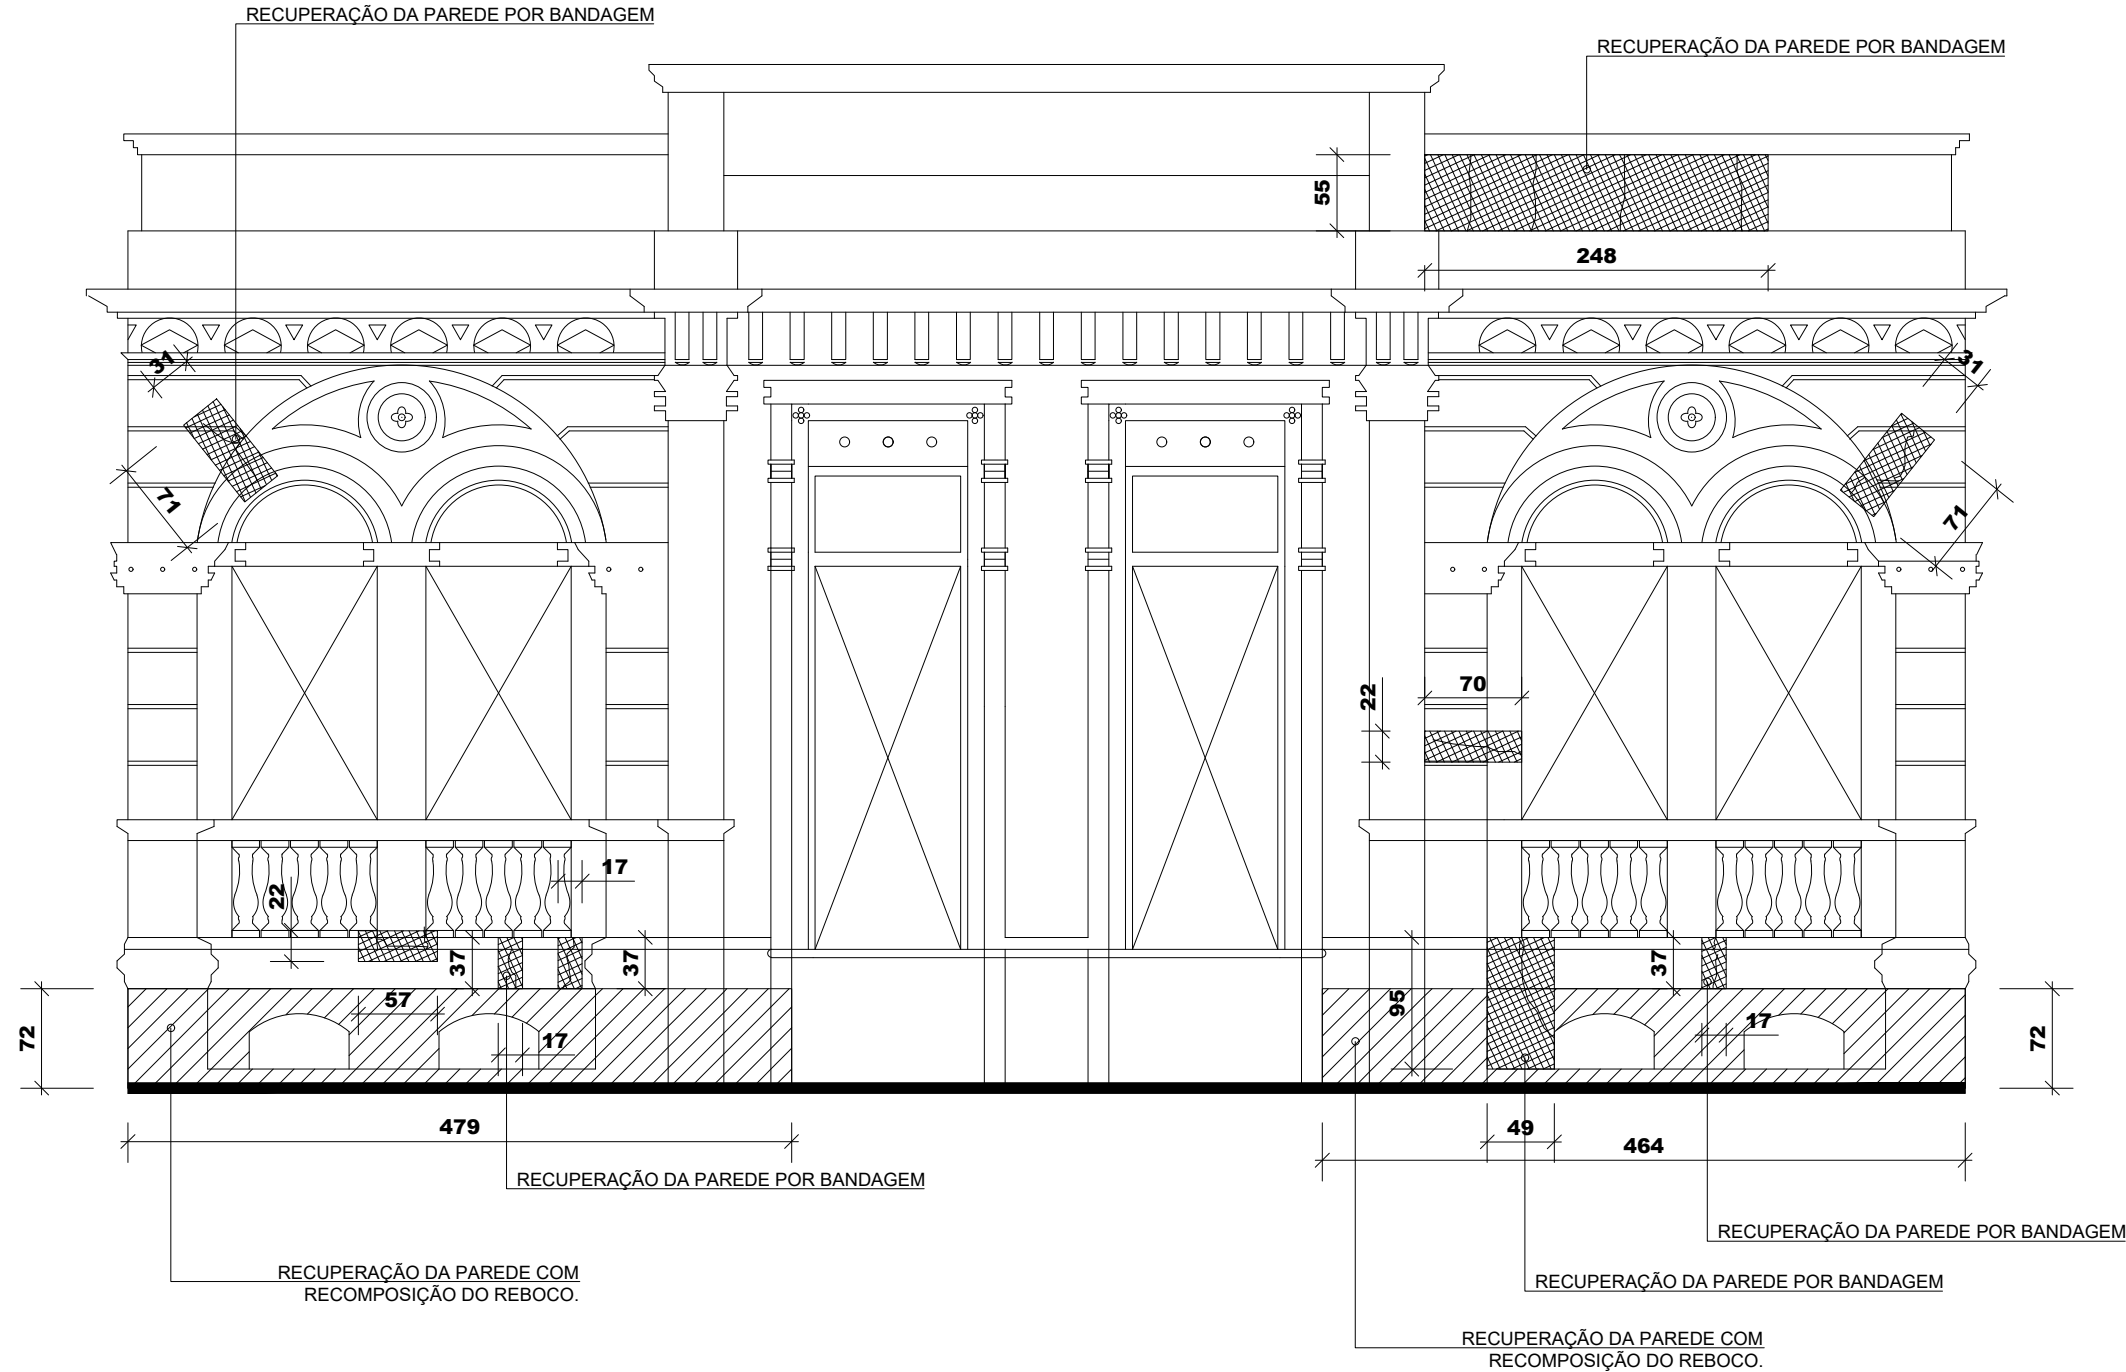 RECUPERAÇÃO DA PAREDE POR BANDAGEM
RECUPERAÇÃO DA PAREDE POR BANDAGEM
55
248
31
31
71
71
70
22
17
22
37
37
37
57
95
17
17
72
72
479
49
464
RECUPERAÇÃO DA PAREDE POR BANDAGEM
RECUPERAÇÃO DA PAREDE POR BANDAGEM
RECUPERAÇÃO DA PAREDE COM
RECOMPOSIÇÃO DO REBOCO.
RECUPERAÇÃO DA PAREDE POR BANDAGEM
RECUPERAÇÃO DA PAREDE COM
RECOMPOSIÇÃO DO REBOCO.